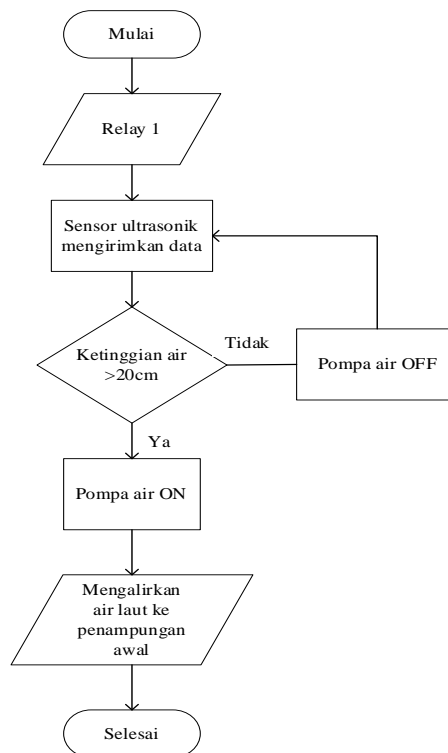 Mulai
Relay 1
Sensor ultrasonik
mengirimkan data
Ketinggian air
>20cm
Tidak
Pompa air OFF
Ya
Pompa air ON
Mengalirkan
air laut ke
penampungan
awal
Selesai